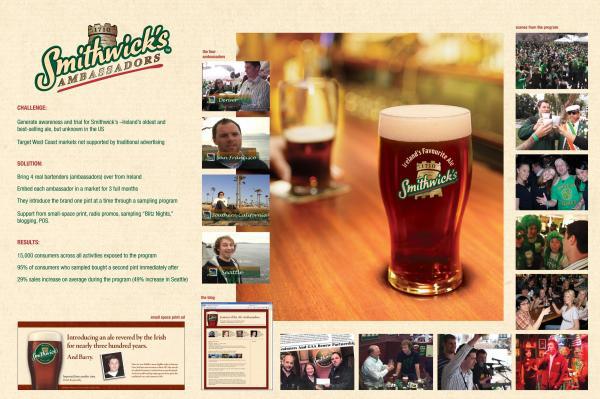 1710
Smithwick's
AMBASSADORS
CHALLENGE:
Generate awareness and trial for Smithwick's –Ireland's oldest and
best-selling ale, but unknown in the US
Target West Coast markets not supported by traditional advertising
SOLUTION:
Bring 4 real bartenders (ambassadors) over from Ireland
Embed each ambassador in a market for 3 full months
They introduce the brand one pint at a time through a sampling program
Support from small-space print, radio promos, sampling "Blitz Nights,"
blogging, POS.
RESULTS:
15,000 consumers across all activities exposed to the program
95% of consumers who sampled bought a second pint immediately after
29% sales increase on average during the program (49% increase in Seattle)
small space print ad
Smithwick's
Introducing an ale revered by the Irish
for nearly three hundred years.
And Barry.
the four
ambassadors
Denver
San Francisco
Southern California
Seattle
the blog
Ireland's Favourite Ale
1710
Smithwick's
scenes from the program